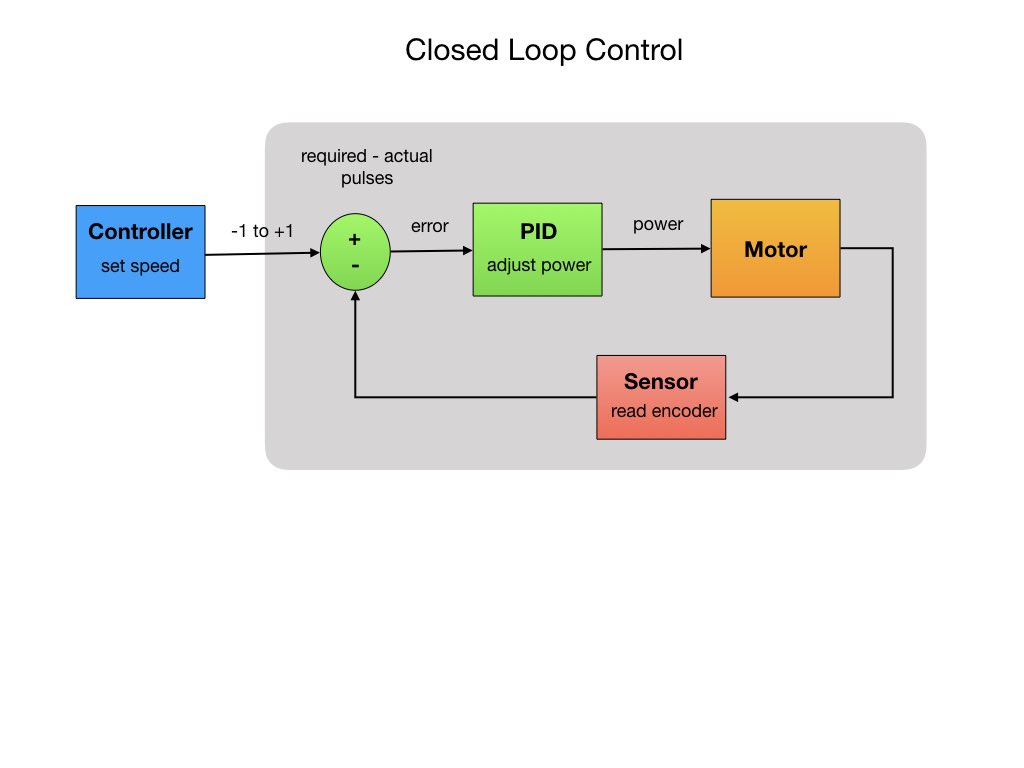 Closed Loop Control
required - actual
pulses
Controller
set speed
-1 to +1
+
-
error
PID
adjust power
power
Motor
Sensor
read encoder